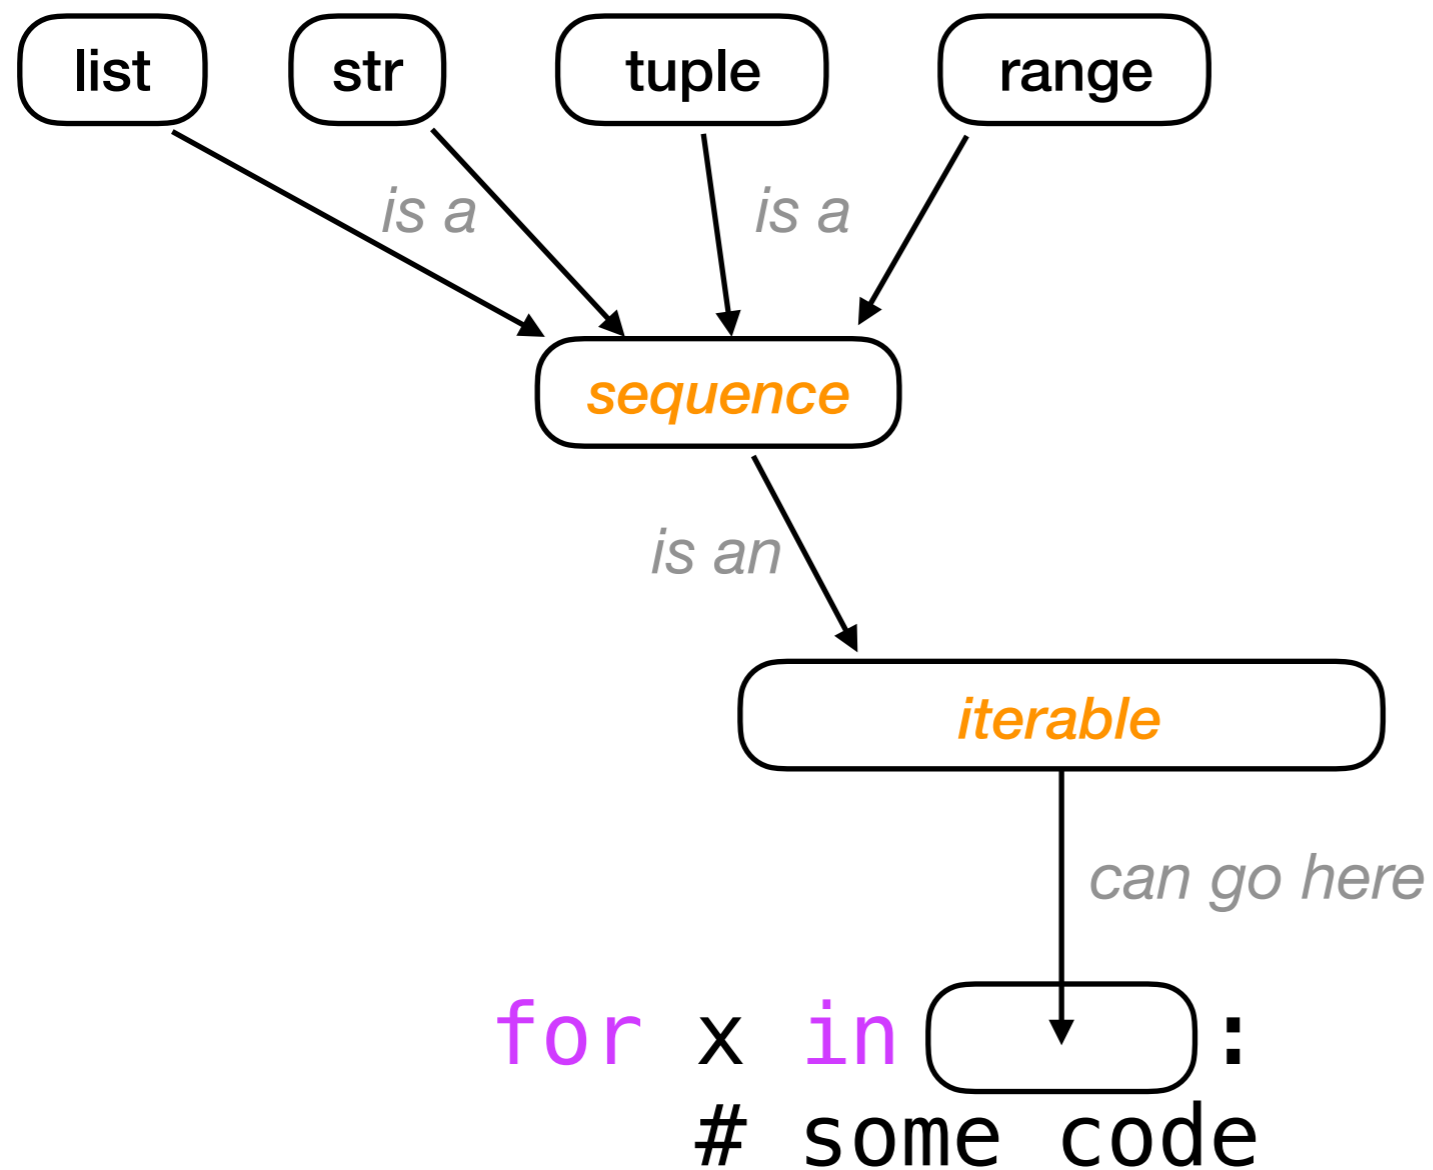 list
str
tuple
range
is a
is a
sequence
is an
iterable
can go here
for x in :
# some code